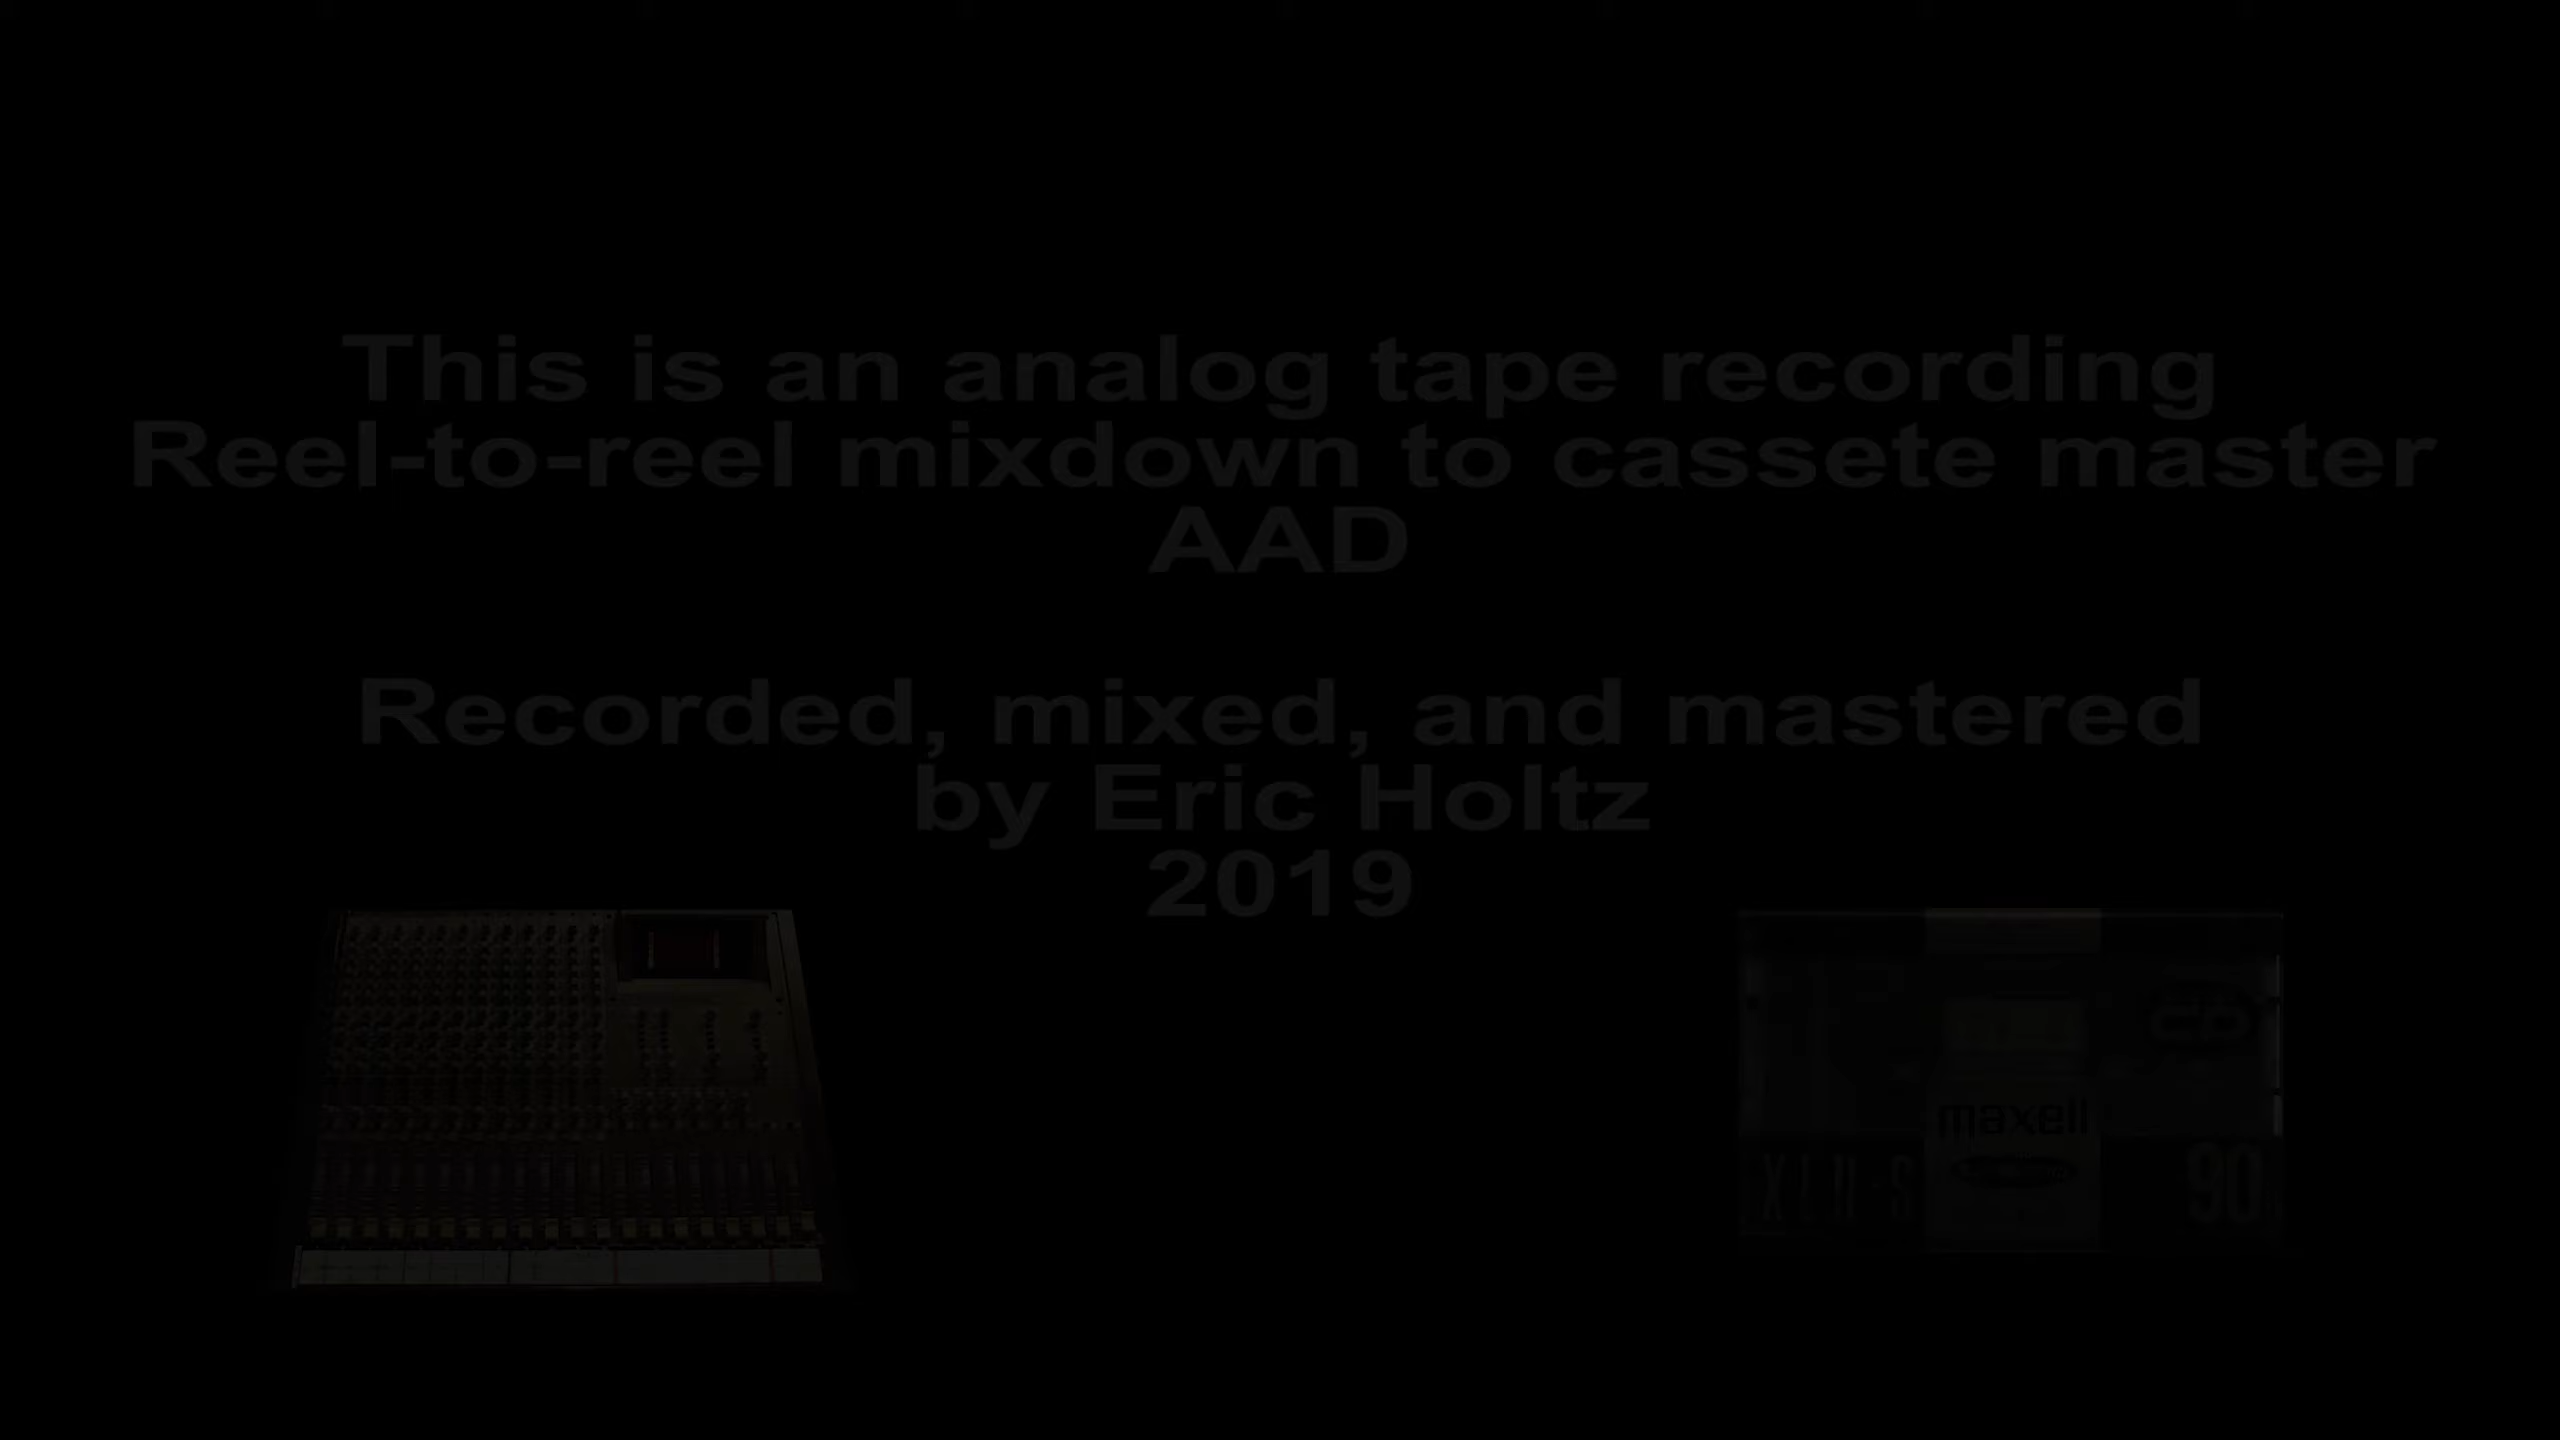 This is an analog tape recording
Reel-to-reel mixdown to cassete master
AAD
Recorded, mixed, and mastered
by Eric Holtz
2019
maxell
XLII-S
90